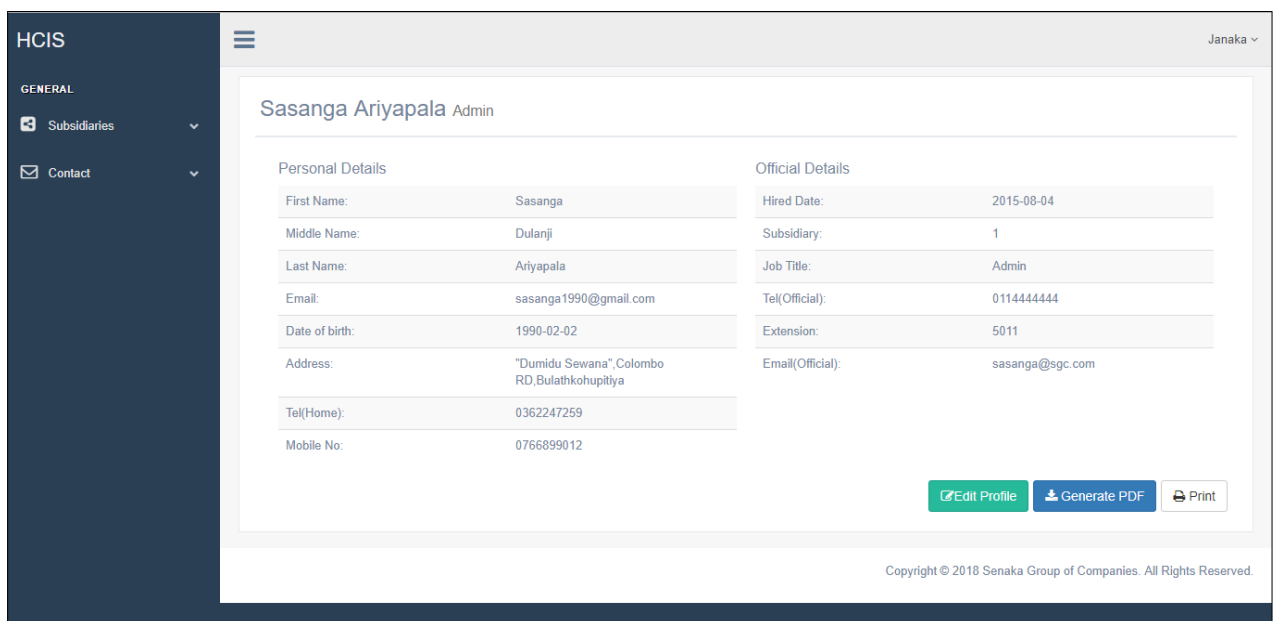 HCIS
Janaka
GENERAL
Subsidiaries
Contact
Sasanga Ariyapala Admin
Personal Details
First Name: Sasanga
Middle Name: Dulanji
Last Name: Ariyapala
Email: sasanga1990@gmail.com
Date of birth: 1990-02-02
Address: "Dumidu Sewana",Colombo
RD,Bulathkohupitiya
Tel(Home): 0362247259
Mobile No: 0766899012
Official Details
Hired Date: 2015-08-04
Subsidiary: 1
Job Title: Admin
Tel(Official): 0114444444
Extension: 5011
Email(Official): sasanga@sgc.com
Edit Profile Generate PDF Print
Copyright © 2018 Senaka Group of Companies. All Rights Reserved.